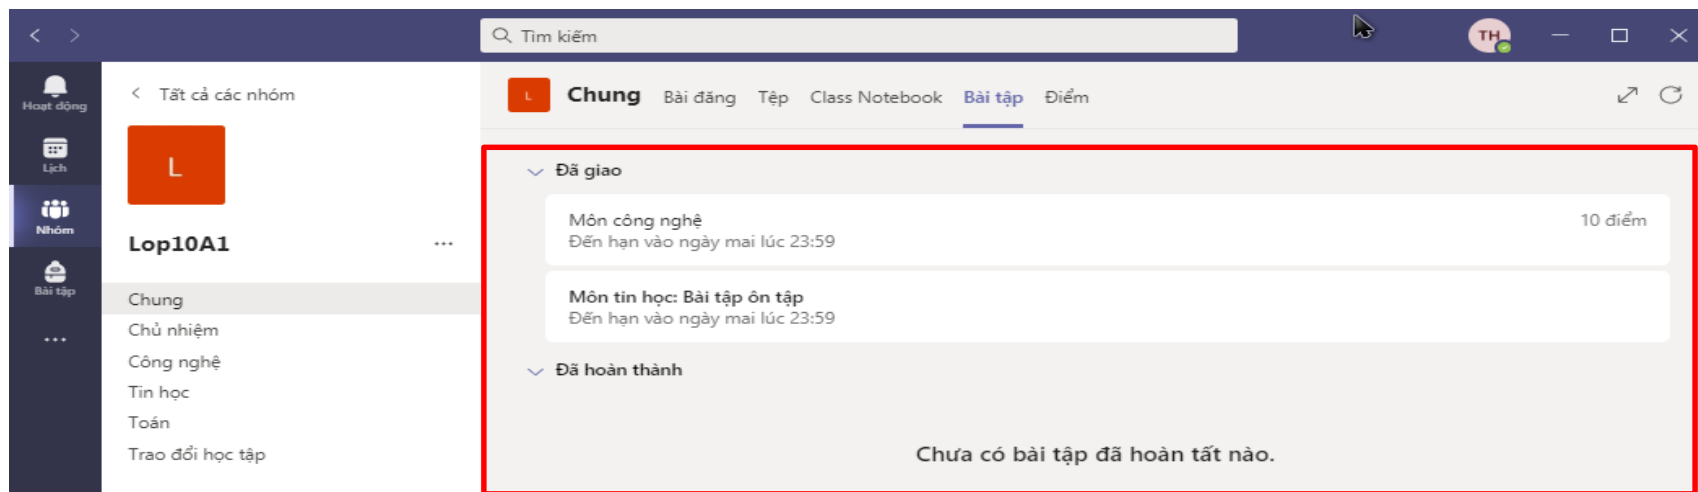 Tìm kiếm
TH
Hoạt động
Lịch
Nhóm
Bài tập
Tất cả các nhóm
L
Lop10A1
Chung
Chủ nhiệm
Công nghệ
Tin học
Toán
Trao đổi học tập
L Chung Bài đăng Tệp Class Notebook Bài tập Điểm
Đã giao
Môn công nghệ 10 điểm
Đến hạn vào ngày mai lúc 23:59
Môn tin học: Bài tập ôn tập
Đến hạn vào ngày mai lúc 23:59
Đã hoàn thành
Chưa có bài tập đã hoàn tất nào.